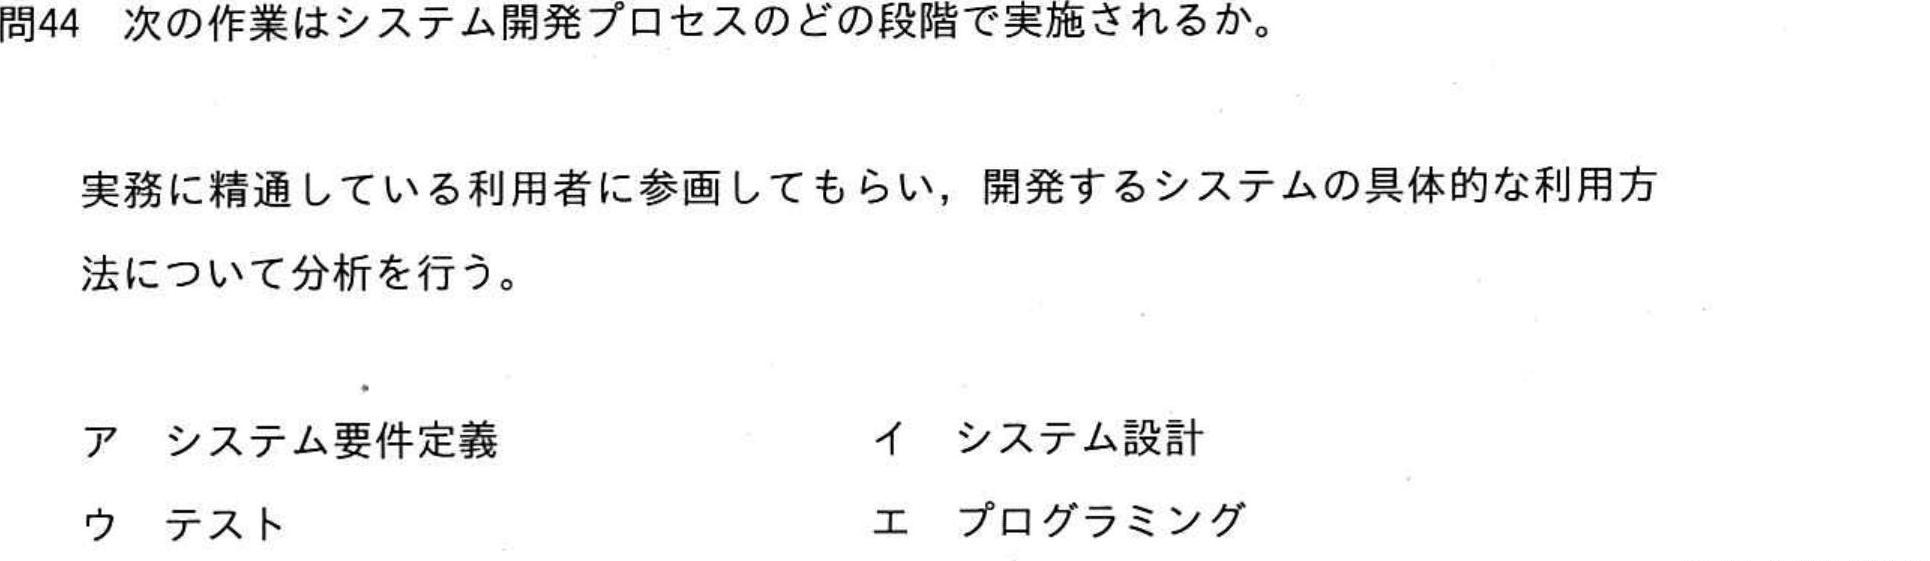 問44　次の作業はシステム開発プロセスのどの段階で実施されるか。
実務に精通している利用者に参画してもらい，開発するシステムの具体的な利用方
法について分析を行う。
ア　システム要件定義　イ　システム設計
ウ　テスト　エ　プログラミング